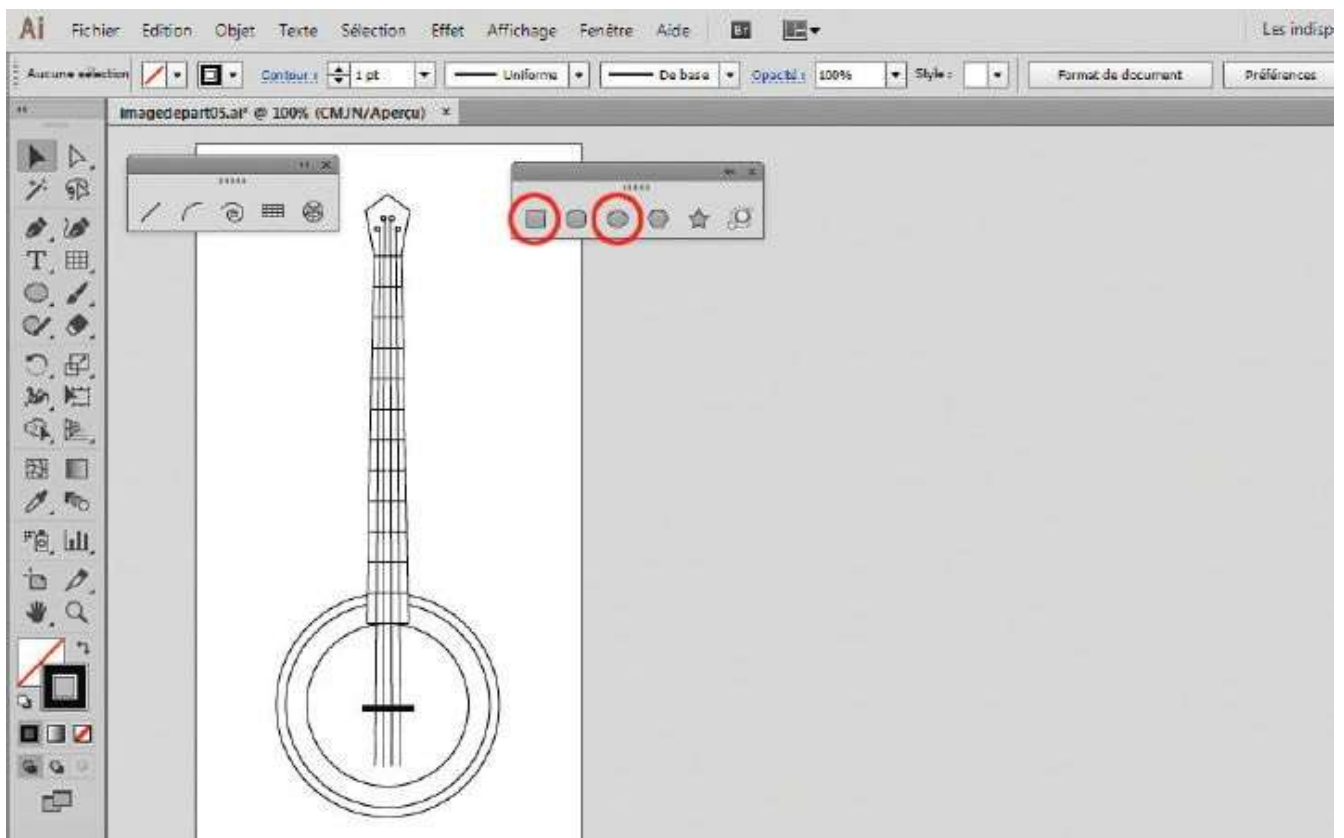 Ai Fichier Edition Objet Texte Sélection Effet Affichage Fenêtre Aide Br Les indisp
Aucune sélection Contour : 1 pt Uniforme De base Opacité : 100% Style : Format de document Préférences
imagedepart05.ai* @ 100% (CMJN/Aperçu) ×